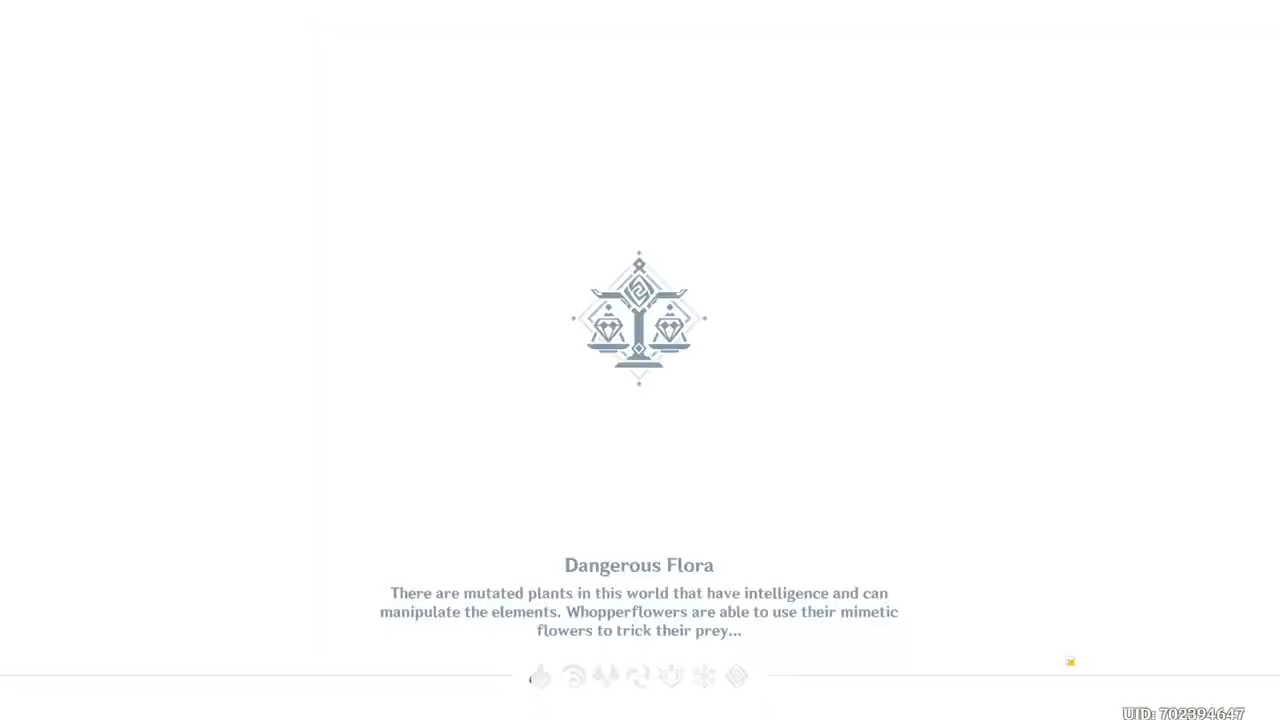 Dangerous Flora
There are mutated plants in this world that have intelligence and can
manipulate the elements. Whopperflowers are able to use their mimetic
flowers to trick their prey...
UID: 702394647